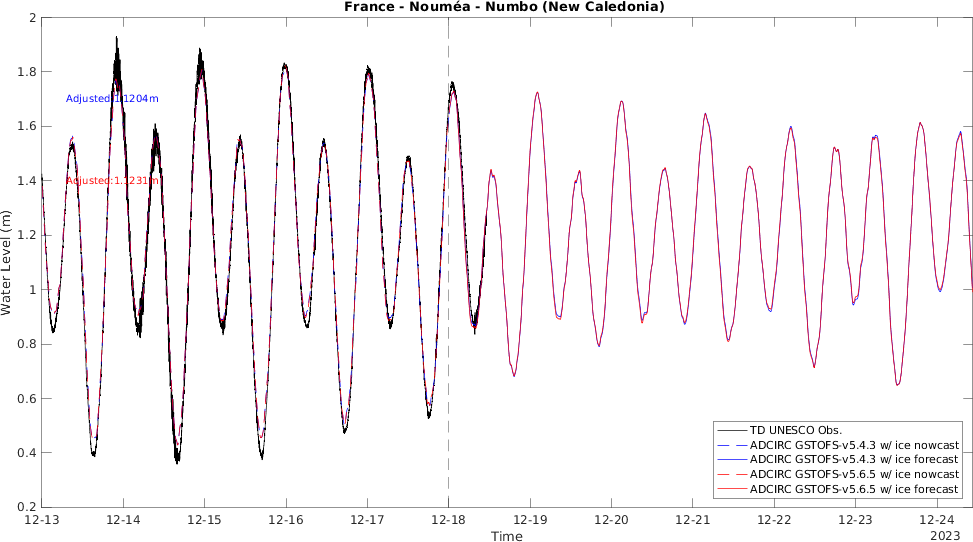 France - Nouméa - Numbo (New Caledonia)
2
1.8
1.6
1.4
1.2
1
0.8
0.6
0.4
0.2
Water Level (m)
Adjusted:1.1204m
Adjusted:1.1231m
TD UNESCO Obs.
ADCIRC GSTOFS-v5.4.3 w/ ice nowcast
ADCIRC GSTOFS-v5.4.3 w/ ice forecast
ADCIRC GSTOFS-v5.6.5 w/ ice nowcast
ADCIRC GSTOFS-v5.6.5 w/ ice forecast
12-13 12-14 12-15 12-16 12-17 12-18 12-19 12-20 12-21 12-22 12-23 12-24
Time
2023